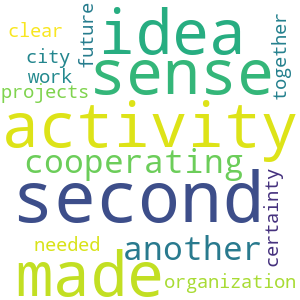 clear
future
idea
together
city
sense
work
projects
activity
cooperating
second
certainty
needed
another
made
organization